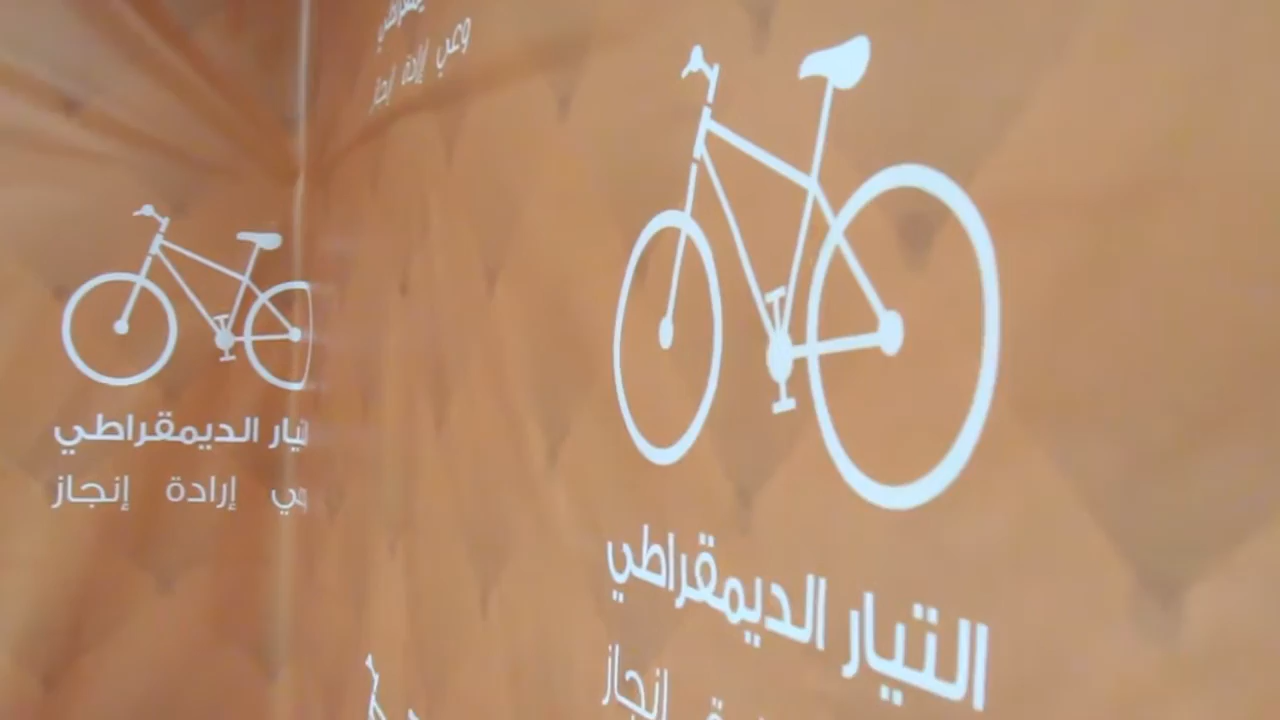 وعي إرادة إنجاز
التيار الديمقراطي
إرادة إنجاز
التيار الديمقراطي
إنجاز